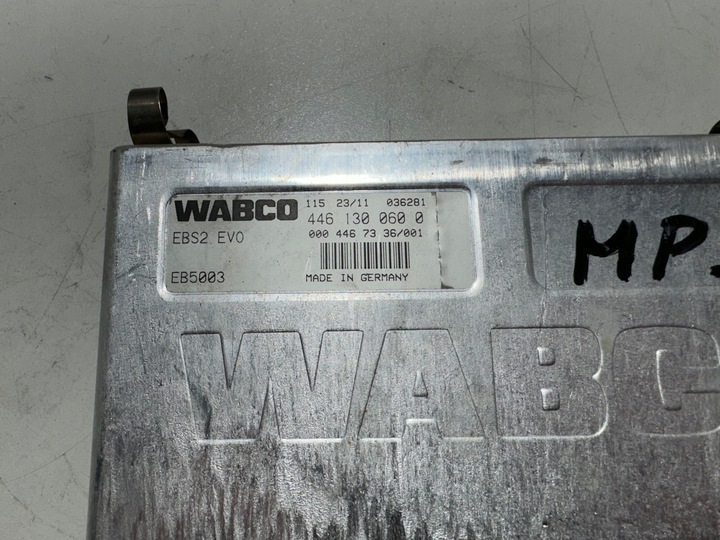 WABCO
115 23/11 036281
446 130 060 0
000 446 73 36/001
EBS2 EVO
EB5003
MADE IN GERMANY
MP
WABC